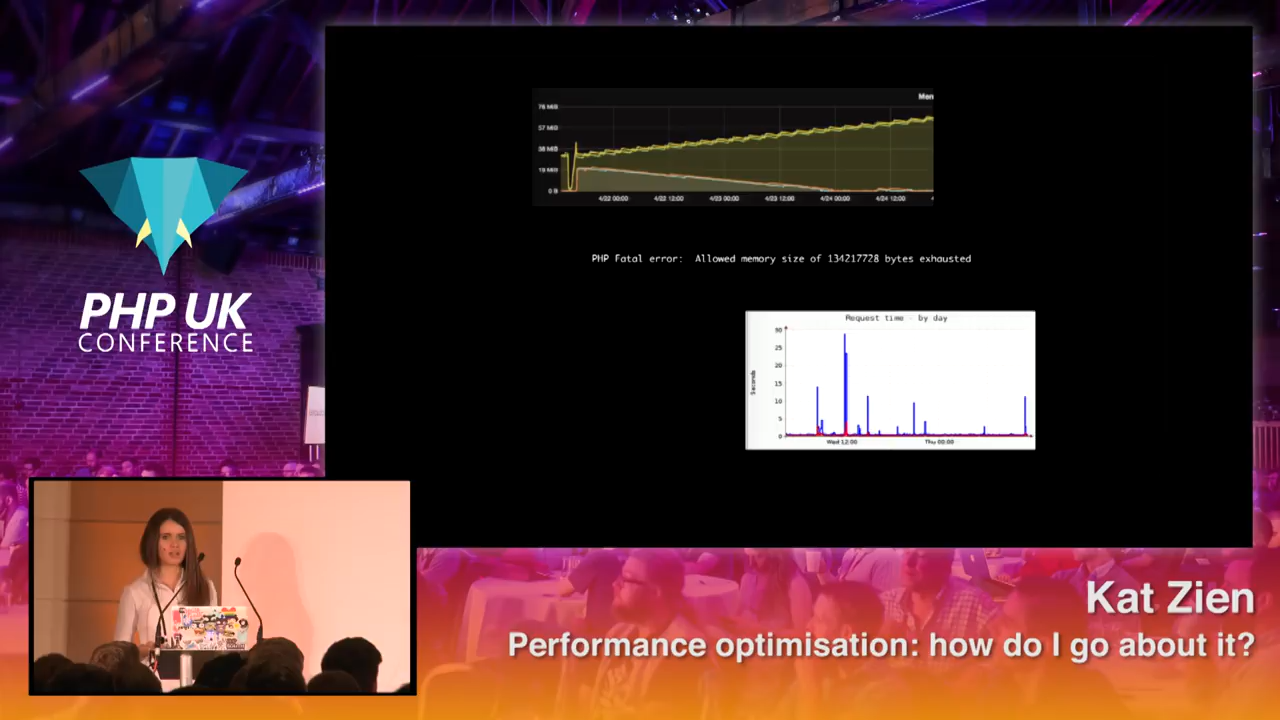 Mem
76 MiB
57 MiB
38 MiB
19 MiB
0 B
4/22 00:00 4/22 12:00 4/23 00:00 4/23 12:00 4/24 00:00 4/24 12:00
PHP Fatal error: Allowed memory size of 134217728 bytes exhausted
PHP UK
CONFERENCE
Request time - by day
Seconds
30
25
20
15
10
5
0
Wed 12:00 Thu 00:00
Kat Zien
Performance optimisation: how do I go about it?